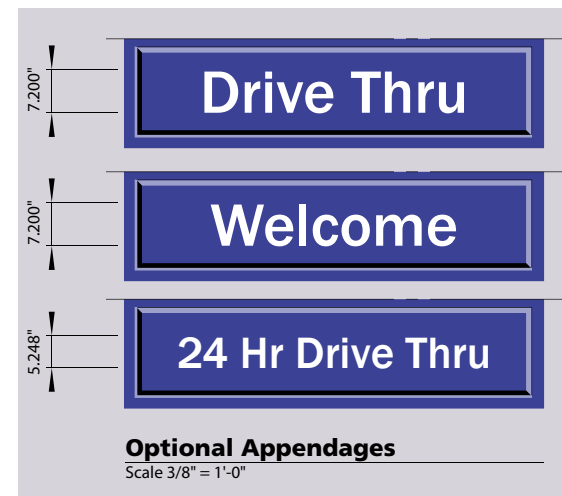 7.200"
Drive Thru
7.200"
Welcome
5.248"
24 Hr Drive Thru
Optional Appendages
Scale 3/8" = 1'-0"